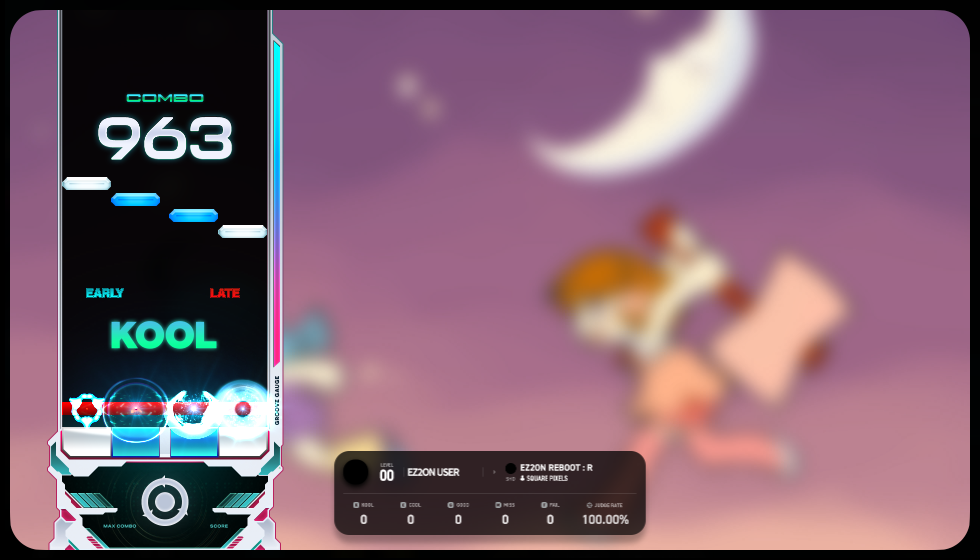 COMBO
963
EARLY LATE
KOOL
GROOVE GAUGE
MAX COMBO SCORE
LEVEL
00 EZ2ON USER
EZ2ON REBOOT : R
SQUARE PIXELS
KOOL COOL GOOD MISS FAIL JUDGE RATE
0 0 0 0 0 100.00%